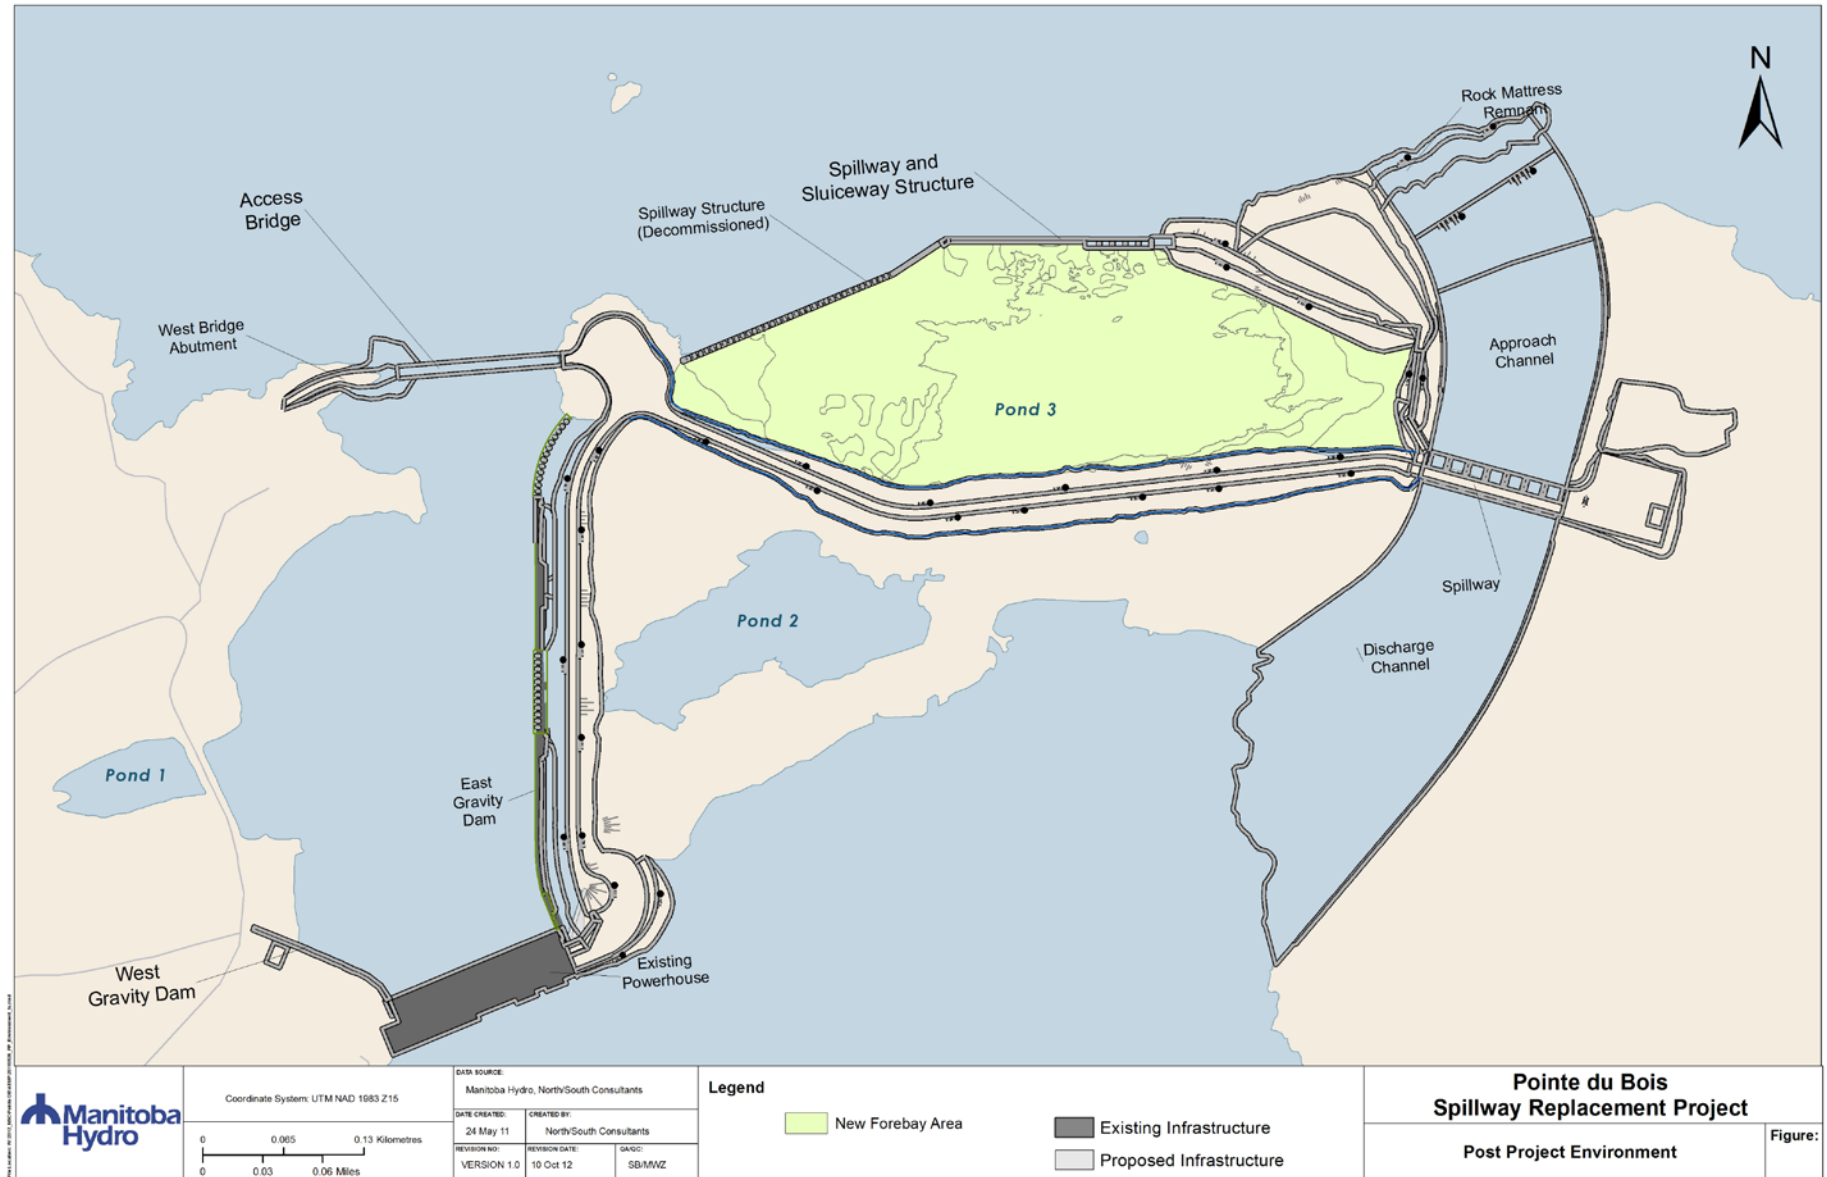 N
Rock Mattress
Remnant
Spillway and
Sluiceway Structure
Access
Bridge
Spillway Structure
(Decommissioned)
West Bridge
Abutment
Approach
Channel
Pond 3
Spillway
Pond 2
Discharge
Channel
Pond 1
East
Gravity
Dam
West
Gravity Dam
Existing
Powerhouse
Manitoba
Hydro
Coordinate System: UTM NAD 1983 Z15
0 0.065 0.13 Kilometres
0 0.03 0.06 Miles
DATA SOURCE:
Manitoba Hydro, North/South Consultants
DATE CREATED: CREATED BY:
24 May 11 North/South Consultants
REVISION NO: REVISION DATE: QA/QC:
VERSION 1.0 10 Oct 12 SB/MWZ
Legend
New Forebay Area
Existing Infrastructure
Proposed Infrastructure
Pointe du Bois
Spillway Replacement Project
Post Project Environment
Figure: